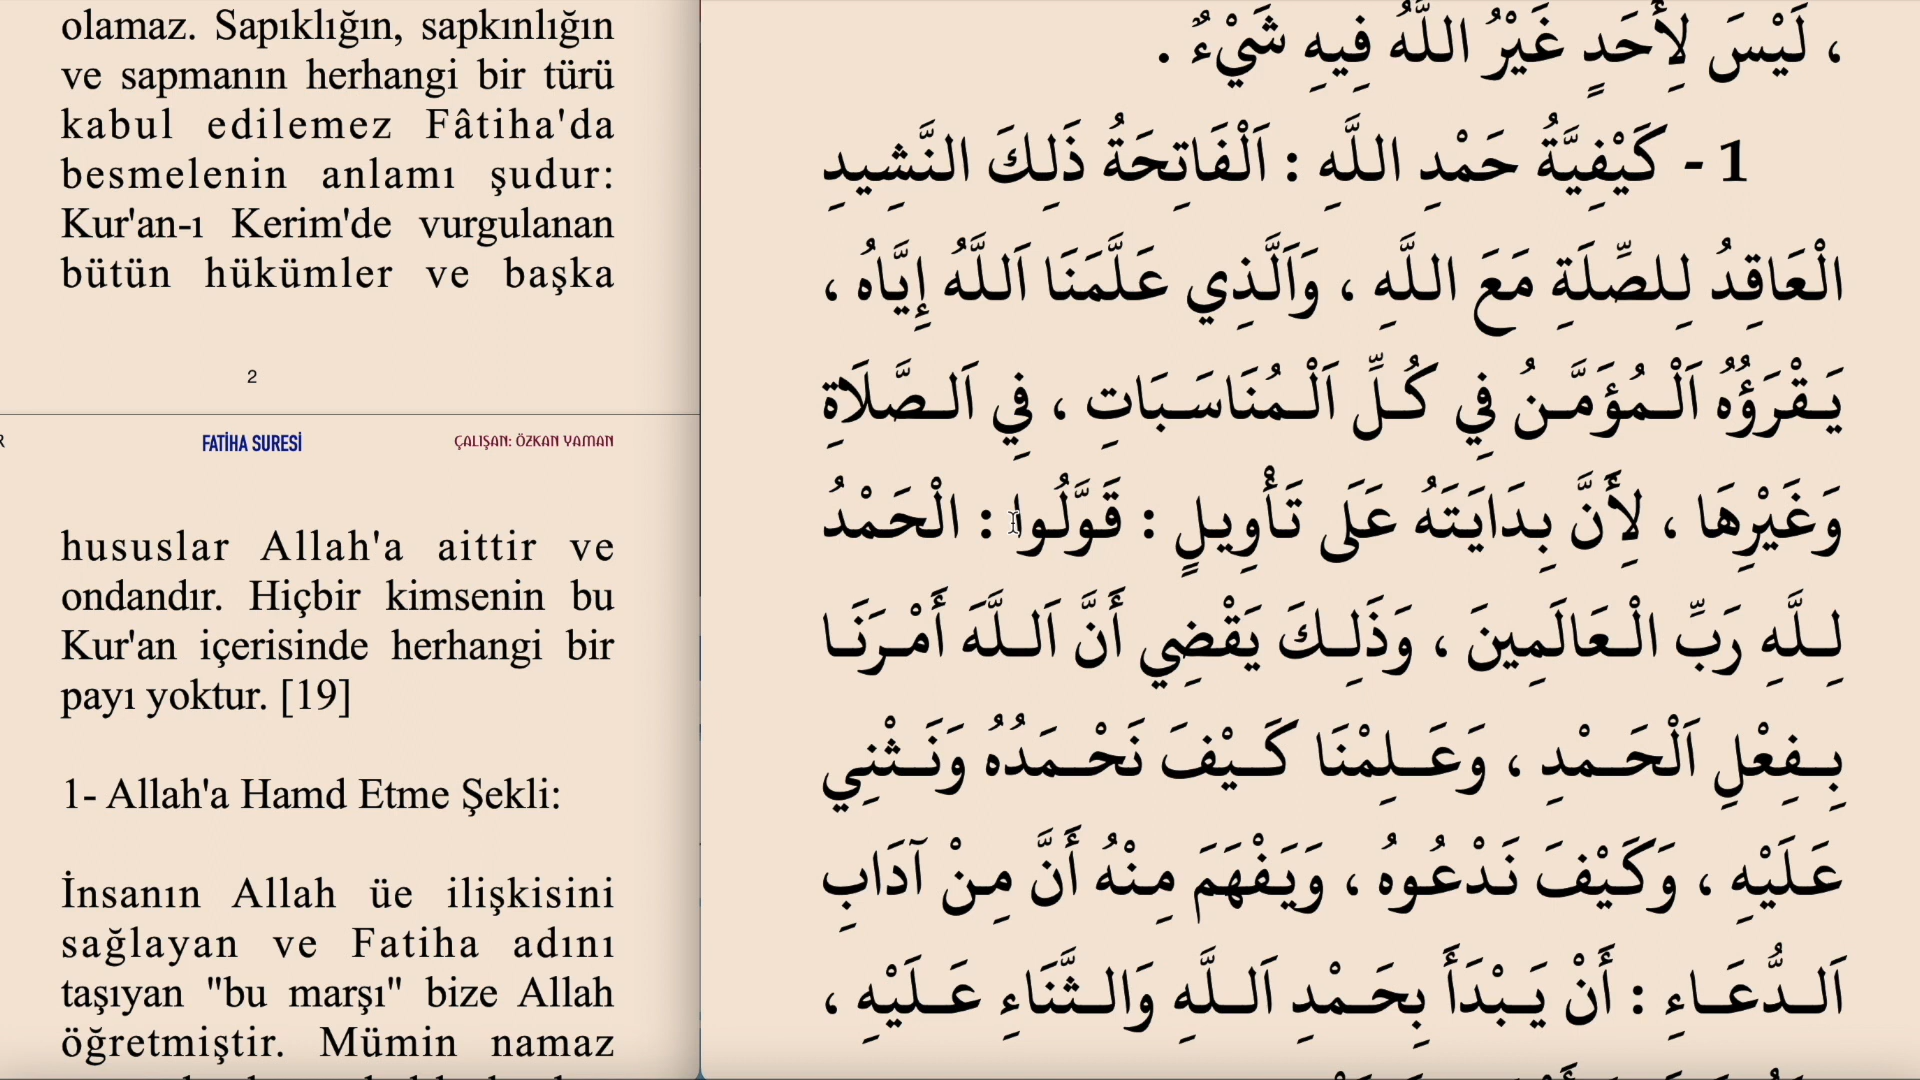 olamaz. Sapıklığın, sapkınlığın
ve sapmanın herhangi bir türü
kabul edilemez Fâtiha'da
besmelenin anlamı şudur:
Kur'an-ı Kerim'de vurgulanan
bütün hükümler ve başka
2
R
FATİHA SURESİ
ÇALIŞAN: ÖZKAN YAMAN
hususlar Allah'a aittir ve
ondandır. Hiçbir kimsenin bu
Kur'an içerisinde herhangi bir
payı yoktur. [19]
1- Allah'a Hamd Etme Şekli:
İnsanın Allah üe ilişkisini
sağlayan ve Fatiha adını
taşıyan "bu marşı" bize Allah
öğretmiştir. Mümin namaz
، لَيْسَ لِأَحَدٍ غَيْرُ اللَّهُ فِيهِ شَيْءٌ .
1 - كَيْفِيَّةُ حَمْدِ اللَّهِ : اَلْفَاتِحَةُ ذَلِكَ النَّشِيدِ
الْعَاقِدُ لِلصِّلَةِ مَعَ اللَّهِ ، وَاَلَّذِي عَلَّمَنَا اَللَّهُ إِيَّاهُ ،
يَقْرَؤُهُ اَلْمُؤَمَّنُ فِي كُلِّ اَلْمُنَاسَبَاتِ ، فِي اَلصَّلَاةِ
وَغَيْرِهَا ، لِأَنَّ بِدَايَتَهُ عَلَى تَأْوِيلٍ : قَوَّلُوا : الْحَمْدُ
لِلَّهِ رَبِّ الْعَالَمِينَ ، وَذَلِكَ يَقْضِي أَنَّ اَللَّهَ أَمْرَنَا
بِفِعْلِ اَلْحَمْدِ ، وَعَلِمْنَا كَيْفَ نَحْمَدُهُ وَنَثْنِي
عَلَيْهِ ، وَكَيْفَ نَدْعُوهُ ، وَيَفْهَمَ مِنْهُ أَنَّ مِنْ آدَابِ
اَلدُّعَاءِ : أَنْ يَبْدَأَ بِحَمْدِ اَللَّهِ وَالثَّنَاءِ عَلَيْهِ ،